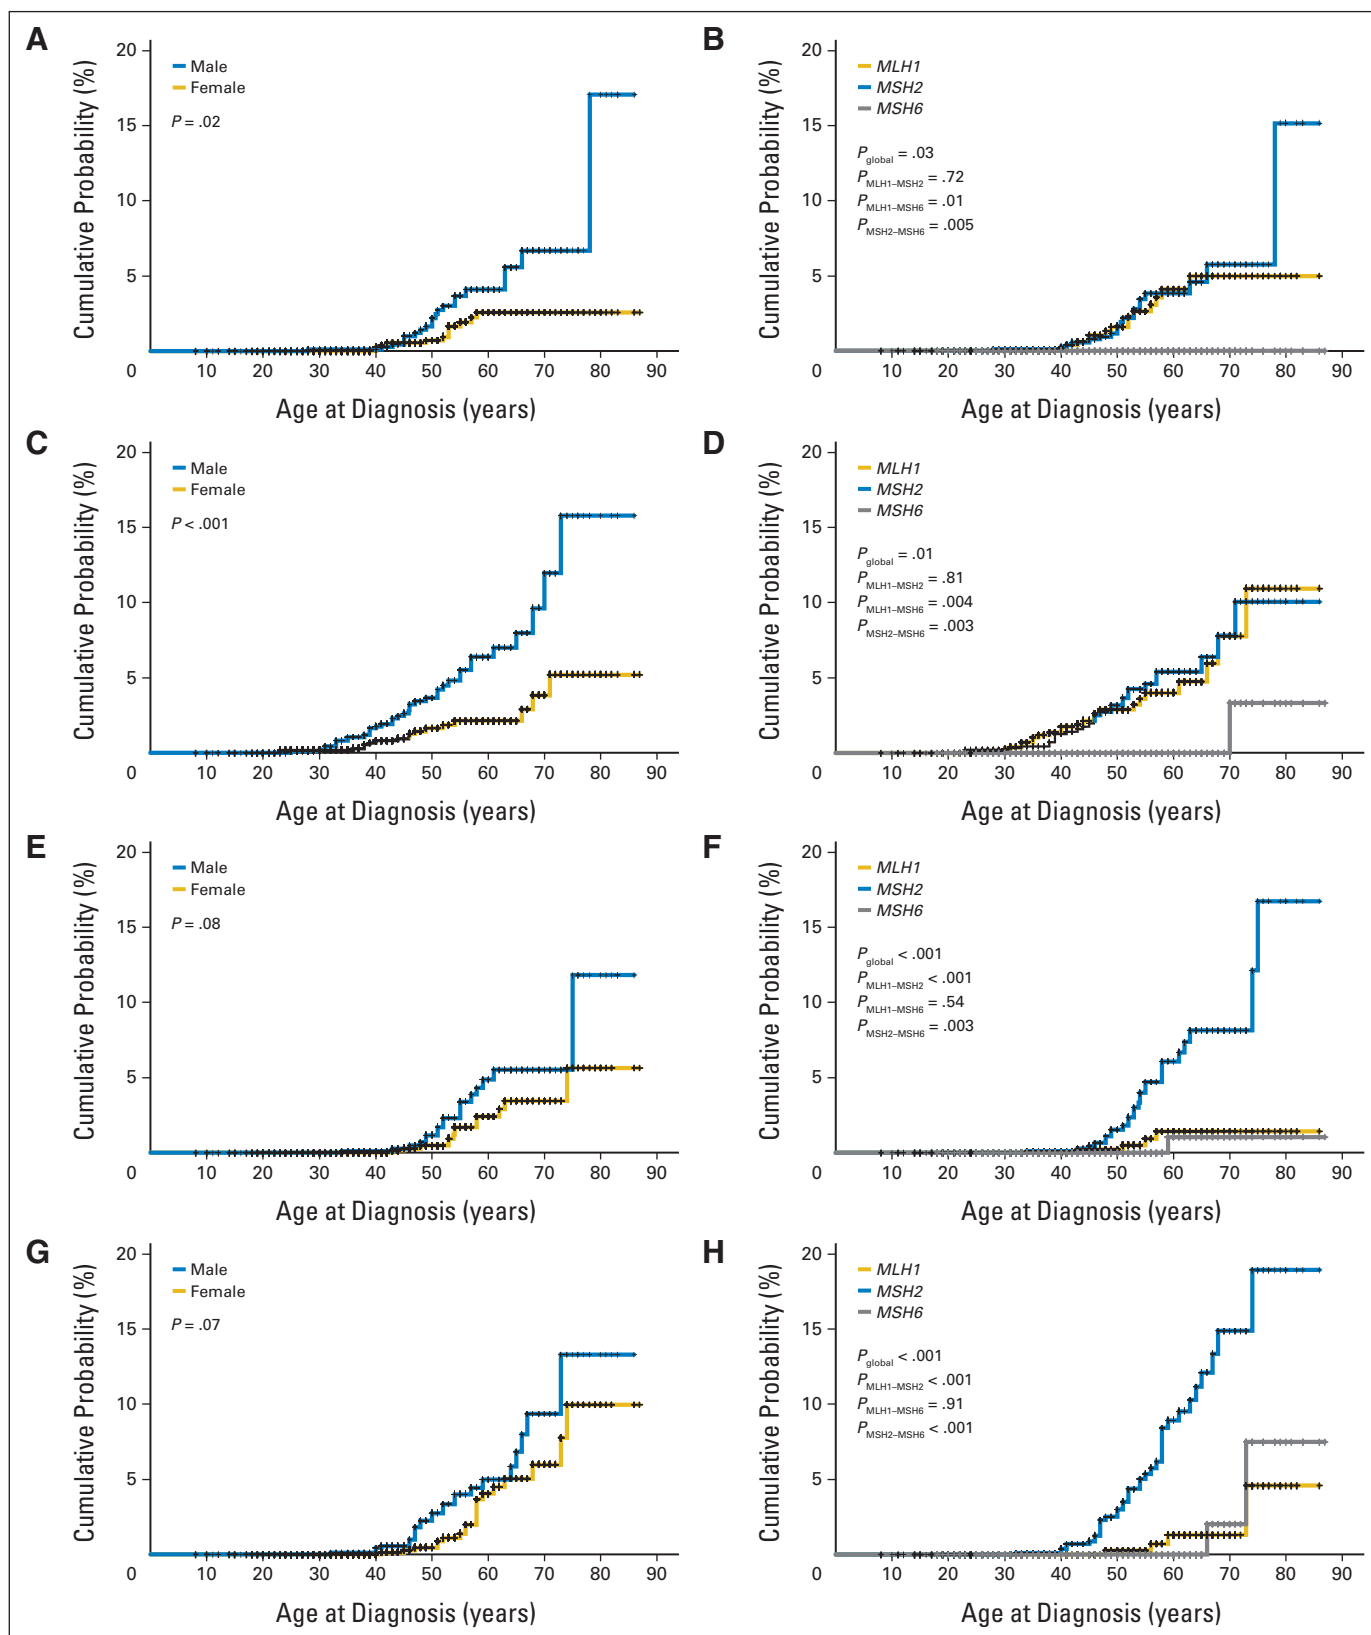 A
Cumulative Probability (%)
20
15
10
5
0
Male
Female
P = .02
10 20 30 40 50 60 70 80 90
Age at Diagnosis (years)
B
Cumulative Probability (%)
20
15
10
5
0
MLH1
MSH2
MSH6
Pglobal = .03
PMLH1–MSH2 = .72
PMLH1–MSH6 = .01
PMSH2–MSH6 = .005
10 20 30 40 50 60 70 80 90
Age at Diagnosis (years)
C
Cumulative Probability (%)
20
15
10
5
0
Male
Female
P < .001
10 20 30 40 50 60 70 80 90
Age at Diagnosis (years)
D
Cumulative Probability (%)
20
15
10
5
0
MLH1
MSH2
MSH6
Pglobal = .01
PMLH1–MSH2 = .81
PMLH1–MSH6 = .004
PMSH2–MSH6 = .003
10 20 30 40 50 60 70 80 90
Age at Diagnosis (years)
E
Cumulative Probability (%)
20
15
10
5
0
Male
Female
P = .08
10 20 30 40 50 60 70 80 90
Age at Diagnosis (years)
F
Cumulative Probability (%)
20
15
10
5
0
MLH1
MSH2
MSH6
Pglobal < .001
PMLH1–MSH2 < .001
PMLH1–MSH6 = .54
PMSH2–MSH6 = .003
10 20 30 40 50 60 70 80 90
Age at Diagnosis (years)
G
Cumulative Probability (%)
20
15
10
5
0
Male
Female
P = .07
10 20 30 40 50 60 70 80 90
Age at Diagnosis (years)
H
Cumulative Probability (%)
20
15
10
5
0
MLH1
MSH2
MSH6
Pglobal < .001
PMLH1–MSH2 < .001
PMLH1–MSH6 = .91
PMSH2–MSH6 < .001
10 20 30 40 50 60 70 80 90
Age at Diagnosis (years)